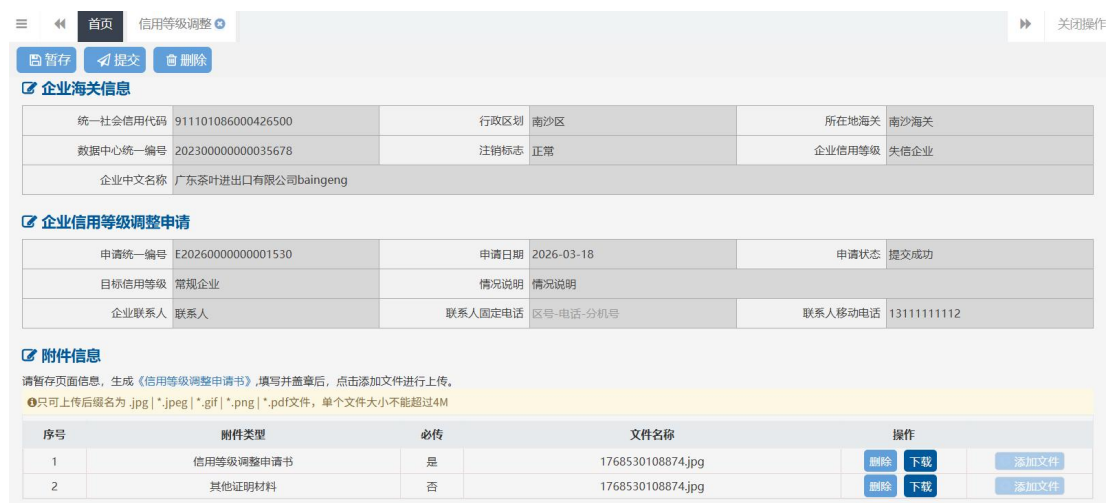 首页 信用等级调整 关闭操作
暂存 提交 删除
企业海关信息
统一社会信用代码 911101086000426500 行政区划 南沙区 所在地海关 南沙海关
数据中心统一编号 202300000000035678 注销标志 正常 企业信用等级 失信企业
企业中文名称 广东茶叶进出口有限公司baingeng
企业信用等级调整申请
申请统一编号 E20260000000001530 申请日期 2026-03-18 申请状态 提交成功
目标信用等级 常规企业 情况说明 情况说明
企业联系人 联系人 联系人固定电话 区号-电话-分机号 联系人移动电话 13111111112
附件信息
请暂存页面信息，生成《信用等级调整申请书》,填写并盖章后，点击添加文件进行上传。
只可上传后缀名为 .jpg | *.jpeg | *.gif | *.png | *.pdf文件，单个文件大小不能超过4M
序号 附件类型 必传 文件名称 操作
1 信用等级调整申请书 是 1768530108874.jpg 删除 下载 添加文件
2 其他证明材料 否 1768530108874.jpg 删除 下载 添加文件